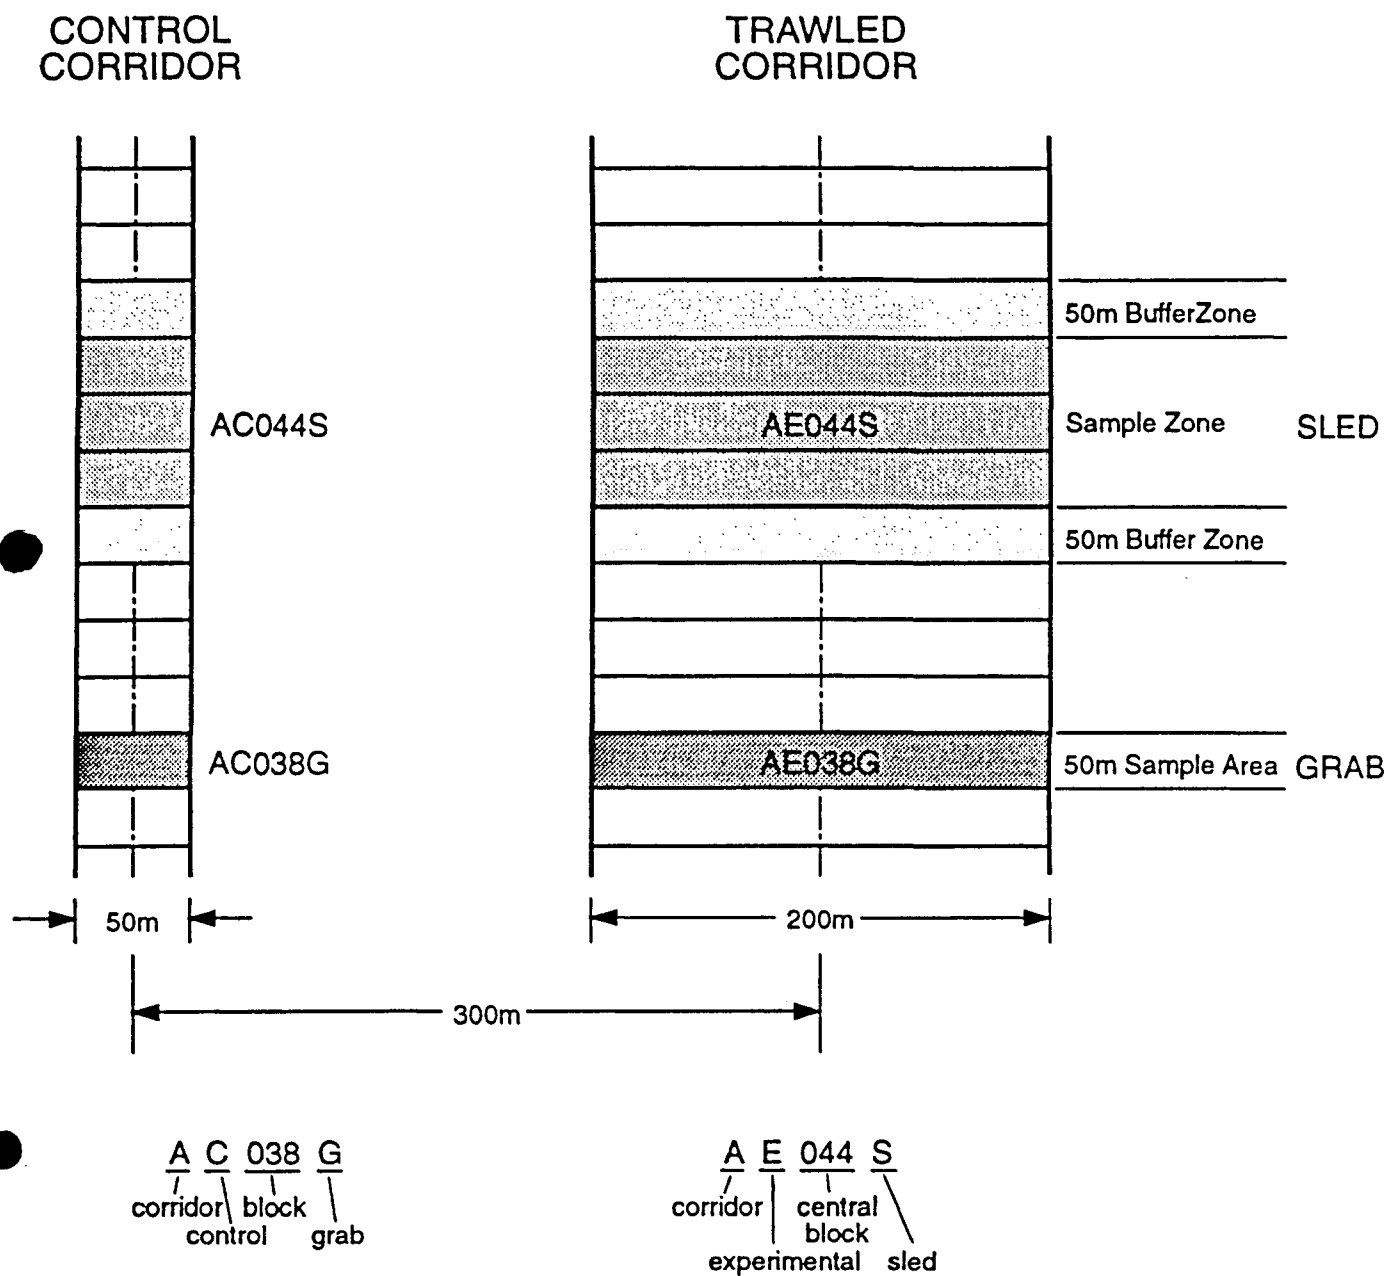 CONTROL
CORRIDOR
TRAWLED
CORRIDOR
50m BufferZone
AC044S
AE044S
Sample Zone
SLED
50m Buffer Zone
AC038G
AE038G
50m Sample Area
GRAB
50m
200m
300m
A C 038 G
corridor block
control grab
A E 044 S
corridor central
block
experimental sled